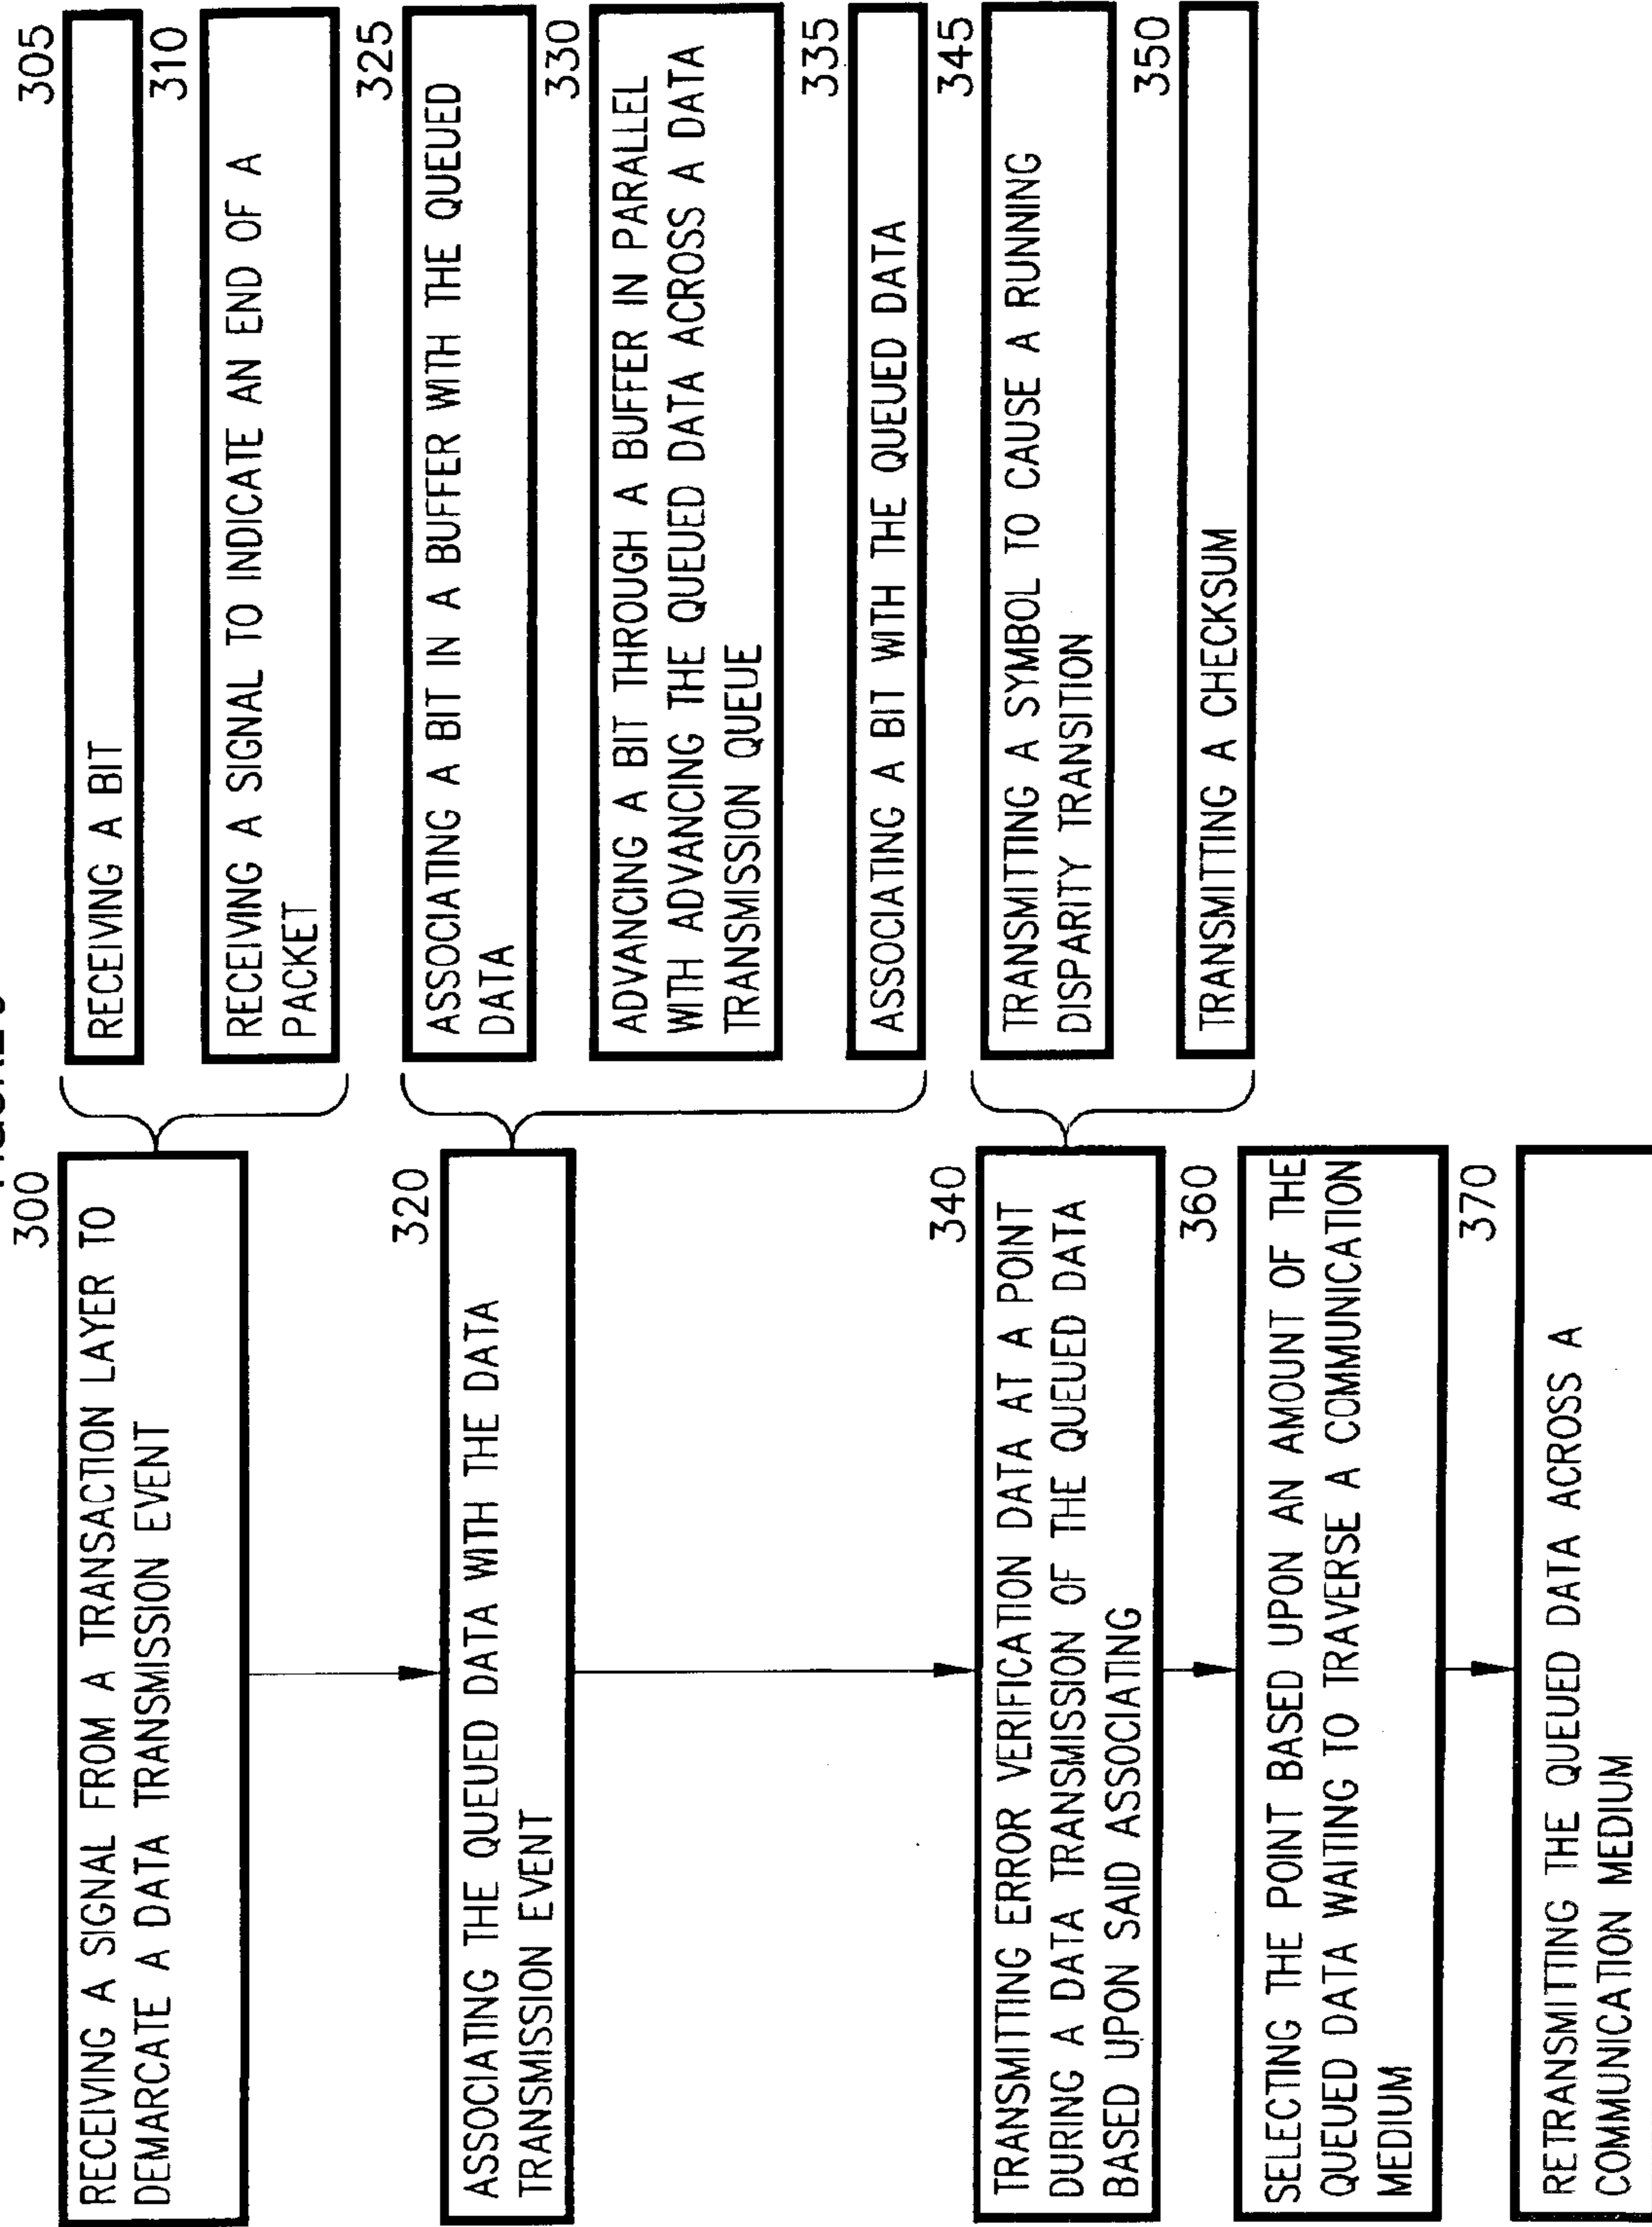 300
RECEIVING A SIGNAL FROM A TRANSACTION LAYER TO
DEMARCATE A DATA TRANSMISSION EVENT
305
RECEIVING A BIT
310
RECEIVING A SIGNAL TO INDICATE AN END OF A
PACKET
320
ASSOCIATING THE QUEUED DATA WITH THE DATA
TRANSMISSION EVENT
325
ASSOCIATING A BIT IN A BUFFER WITH THE QUEUED
DATA
330
ADVANCING A BIT THROUGH A BUFFER IN PARALLEL
WITH ADVANCING THE QUEUED DATA ACROSS A DATA
TRANSMISSION QUEUE
335
ASSOCIATING A BIT WITH THE QUEUED DATA
340
TRANSMITTING ERROR VERIFICATION DATA AT A POINT
DURING A DATA TRANSMISSION OF THE QUEUED DATA
BASED UPON SAID ASSOCIATING
345
TRANSMITTING A SYMBOL TO CAUSE A RUNNING
DISPARITY TRANSITION
350
TRANSMITTING A CHECKSUM
360
SELECTING THE POINT BASED UPON AN AMOUNT OF THE
QUEUED DATA WAITING TO TRAVERSE A COMMUNICATION
MEDIUM
370
RETRANSMITTING THE QUEUED DATA ACROSS A
COMMUNICATION MEDIUM